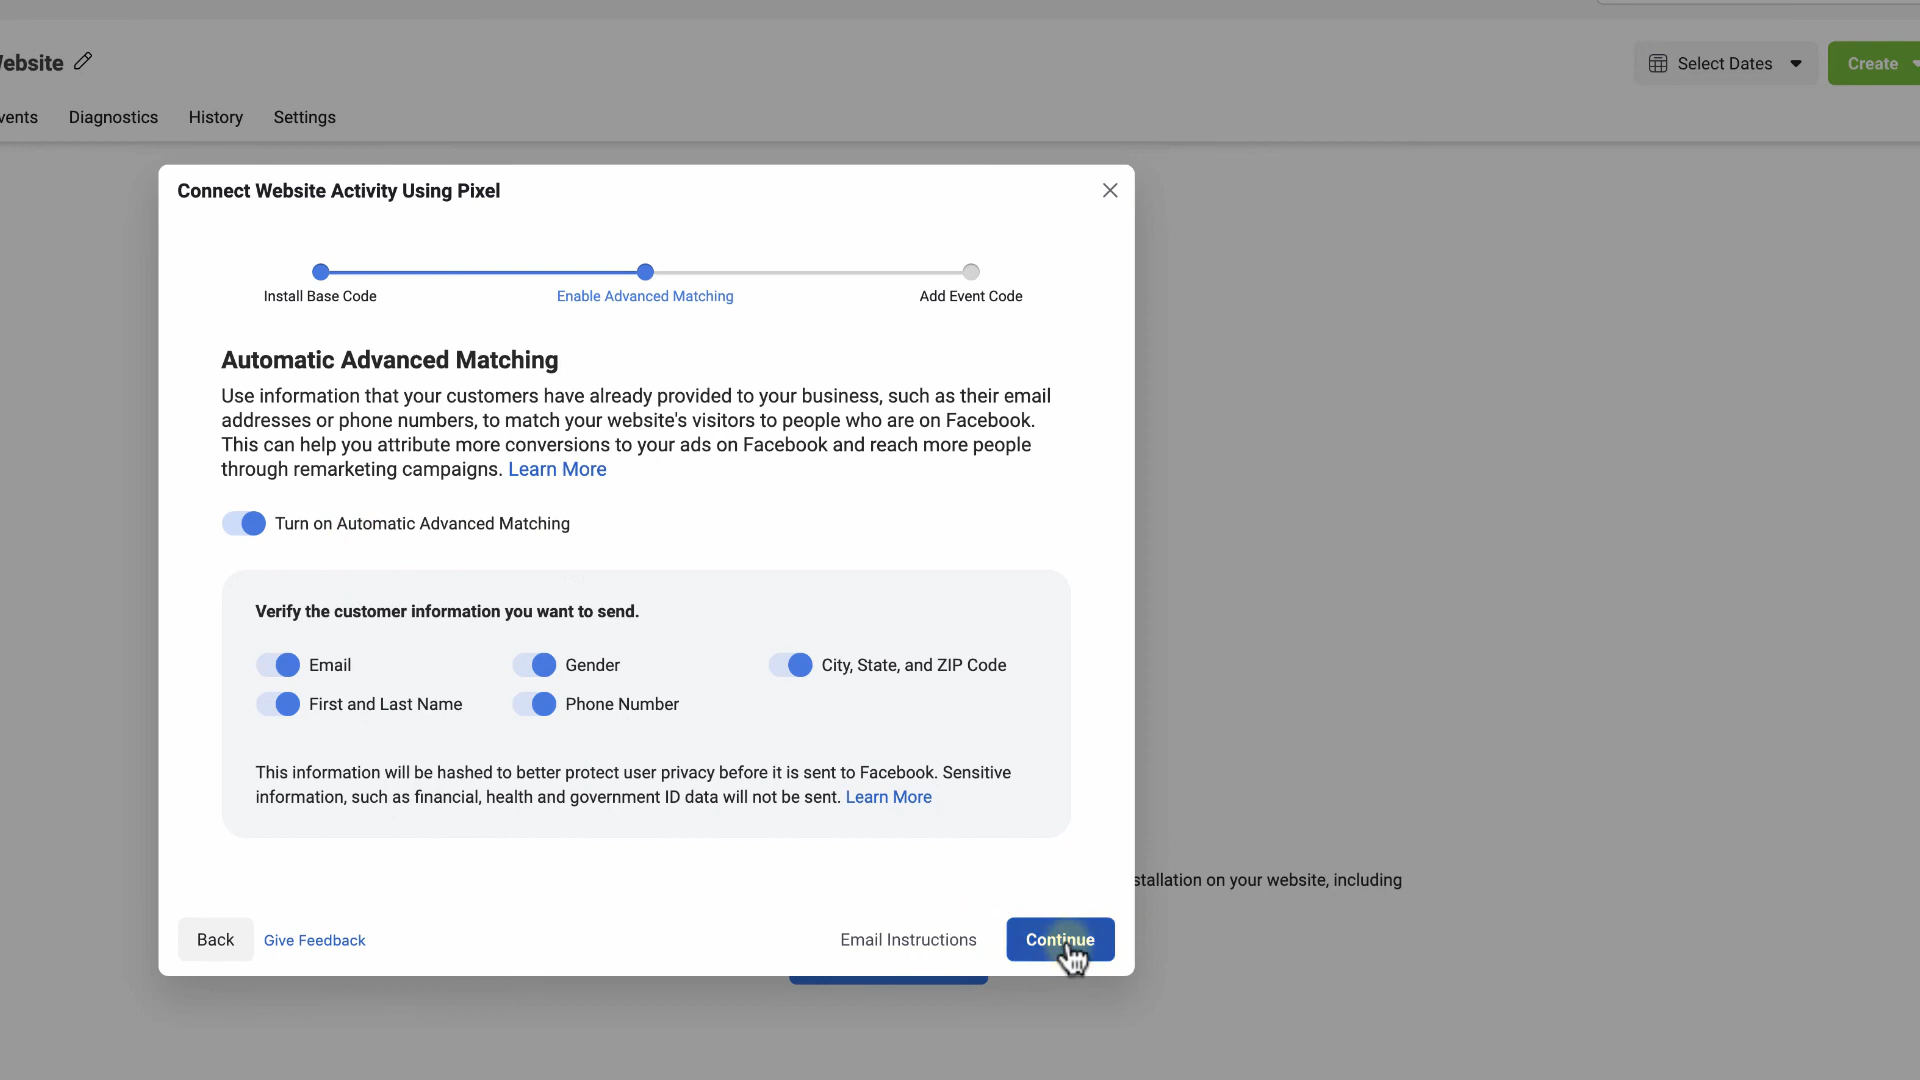 Website
Select Dates
Create
vents
Diagnostics
History
Settings
Connect Website Activity Using Pixel
Install Base Code
Enable Advanced Matching
Add Event Code
Automatic Advanced Matching
Use information that your customers have already provided to your business, such as their email
addresses or phone numbers, to match your website's visitors to people who are on Facebook.
This can help you attribute more conversions to your ads on Facebook and reach more people
through remarketing campaigns. Learn More
Turn on Automatic Advanced Matching
Verify the customer information you want to send.
Email
Gender
City, State, and ZIP Code
First and Last Name
Phone Number
This information will be hashed to better protect user privacy before it is sent to Facebook. Sensitive
information, such as financial, health and government ID data will not be sent. Learn More
stallation on your website, including
Back
Give Feedback
Email Instructions
Continue